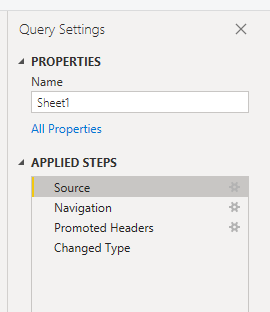 Query Settings
PROPERTIES
Name
Sheet1
All Properties
APPLIED STEPS
Source
Navigation
Promoted Headers
Changed Type